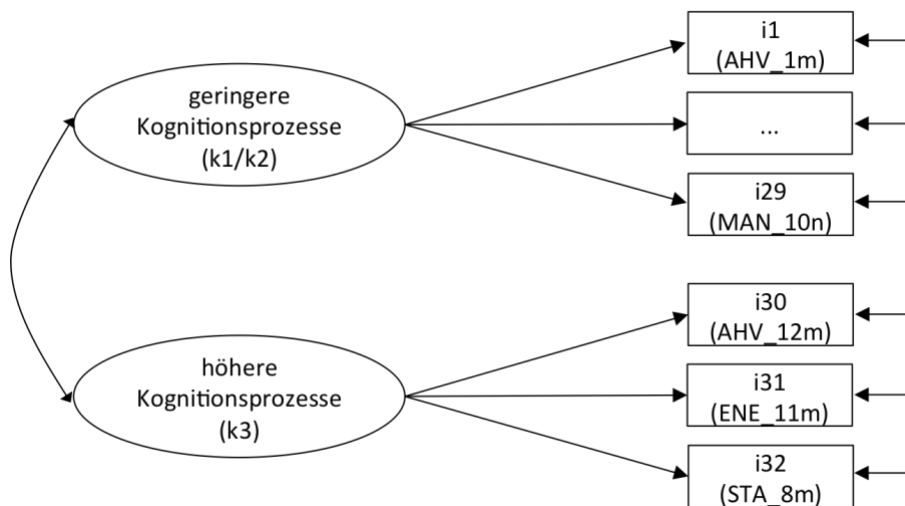 geringere
Kognitionsprozesse
(k1/k2)
i1
(AHV_1m)
...
i29
(MAN_10n)
höhere
Kognitionsprozesse
(k3)
i30
(AHV_12m)
i31
(ENE_11m)
i32
(STA_8m)